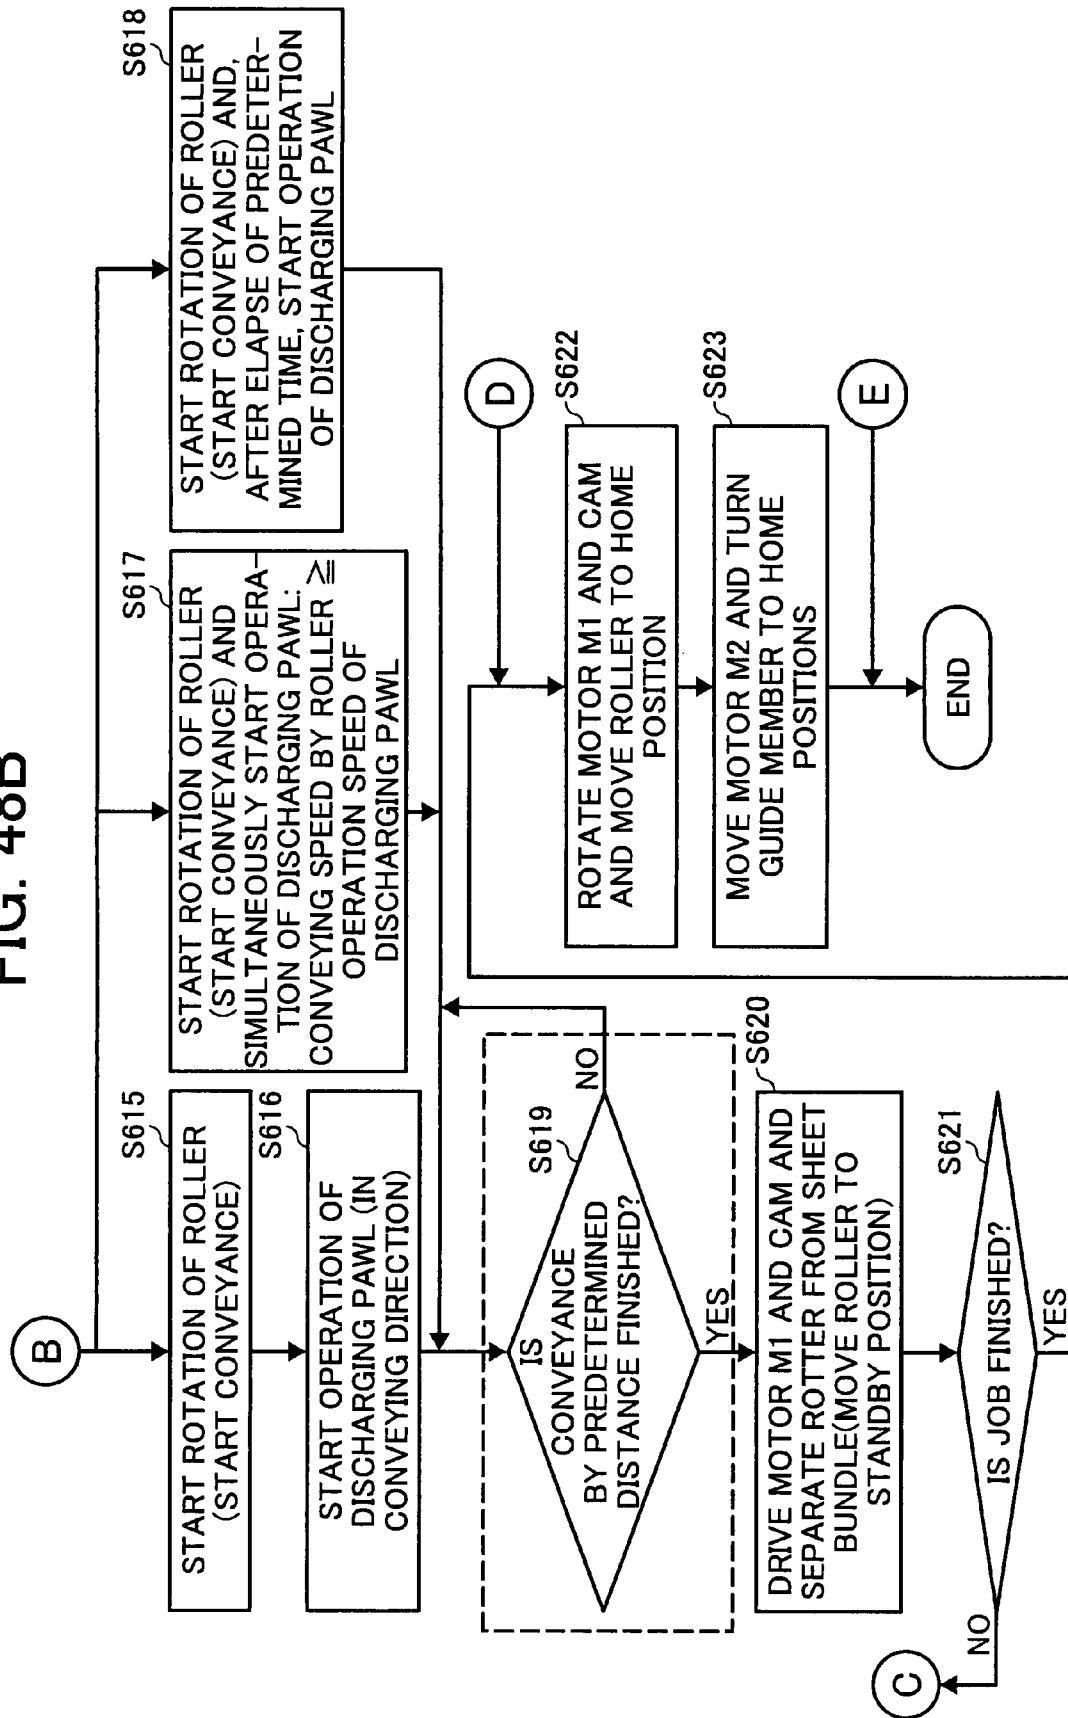 FIG. 48B
B
S615
START ROTATION OF ROLLER
(START CONVEYANCE)
S616
START OPERATION OF
DISCHARGING PAWL (IN
CONVEYING DIRECTION)
S617
START ROTATION OF ROLLER
(START CONVEYANCE) AND
SIMULTANEOUSLY START OPERA-
TION OF DISCHARGING PAWL:
CONVEYING SPEED BY ROLLER ≧
OPERATION SPEED OF
DISCHARGING PAWL
S618
START ROTATION OF ROLLER
(START CONVEYANCE) AND,
AFTER ELAPSE OF PREDETER-
MINED TIME, START OPERATION
OF DISCHARGING PAWL
S619
IS
CONVEYANCE
BY PREDETERMINED
DISTANCE FINISHED?
NO
YES
S620
DRIVE MOTOR M1 AND CAM AND
SEPARATE ROTTER FROM SHEET
BUNDLE(MOVE ROLLER TO
STANDBY POSITION)
S621
IS JOB FINISHED?
NO
C
YES
D
S622
ROTATE MOTOR M1 AND CAM
AND MOVE ROLLER TO HOME
POSITION
S623
MOVE MOTOR M2 AND TURN
GUIDE MEMBER TO HOME
POSITIONS
E
END